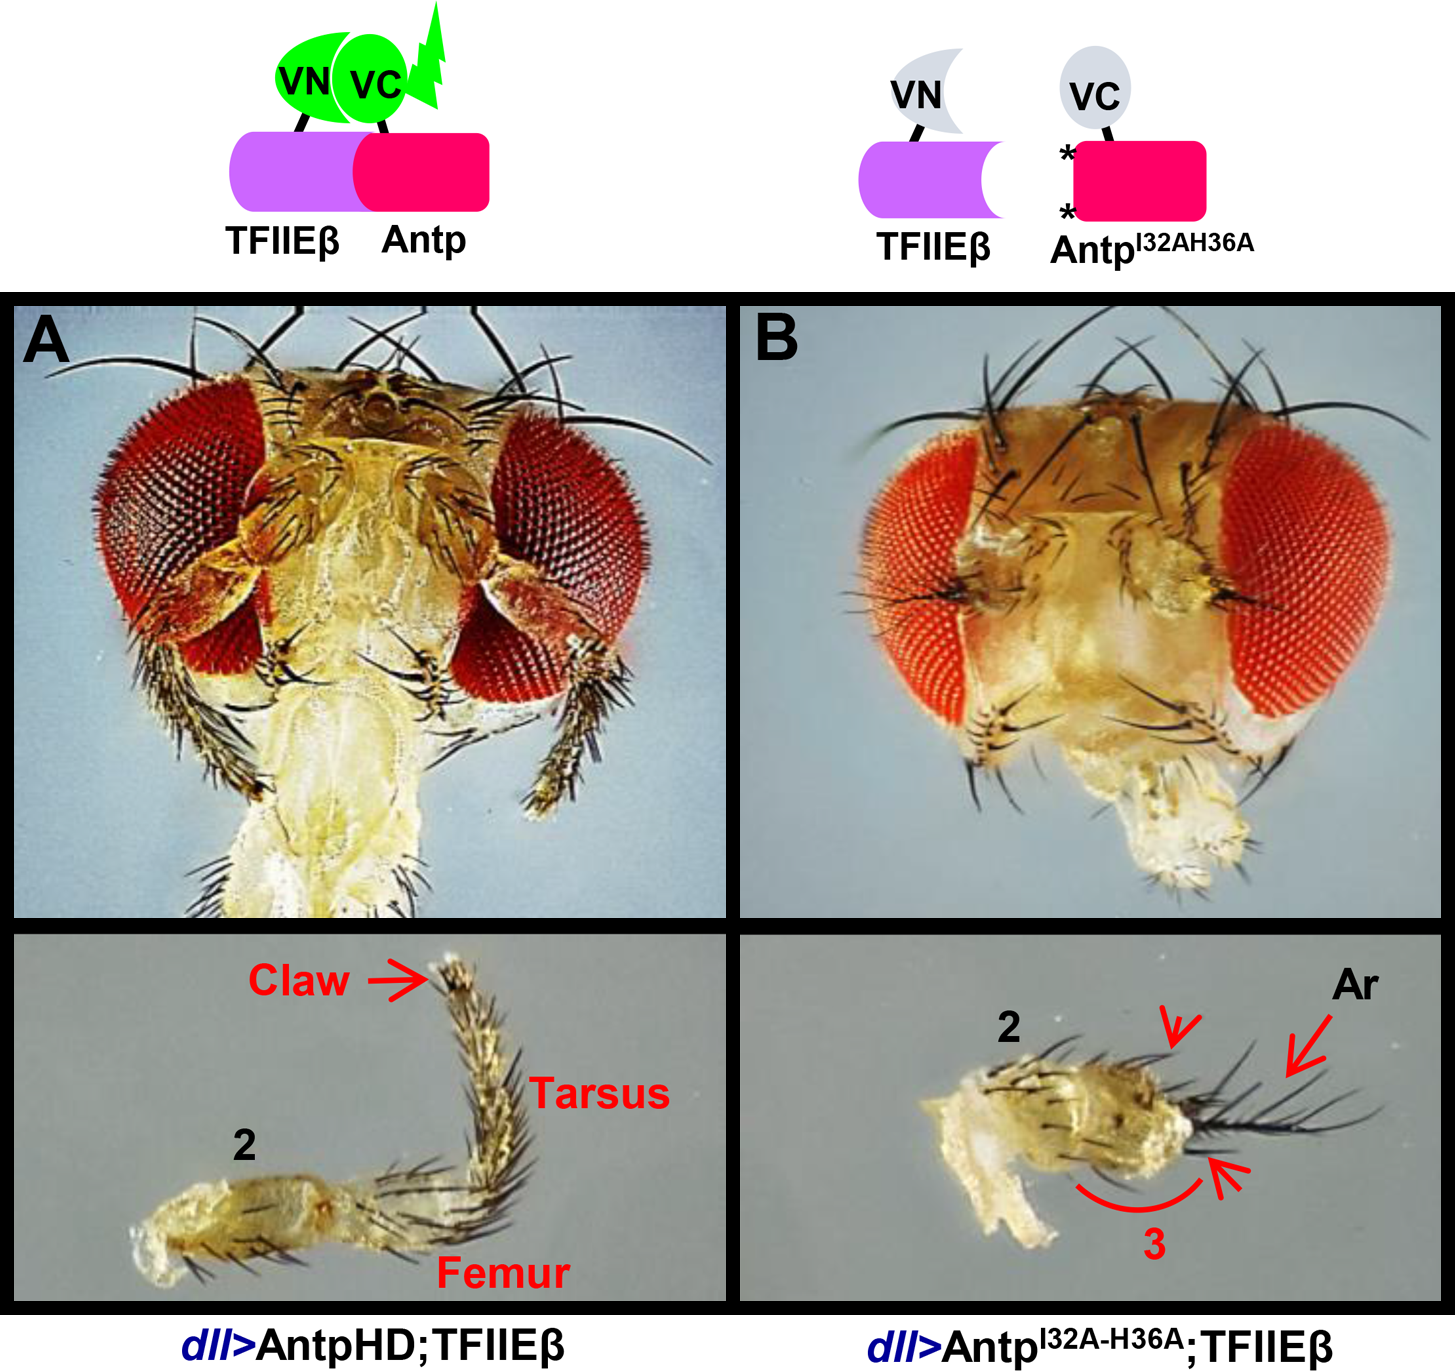 VN VC
TFIIEβ Antp
VN VC
*
*
TFIIEβ Antp^I32AH36A
A
B
Claw
Tarsus
2
Femur
Ar
2
3
dll>AntpHD;TFIIEβ
dll>Antp^I32A-H36A;TFIIEβ